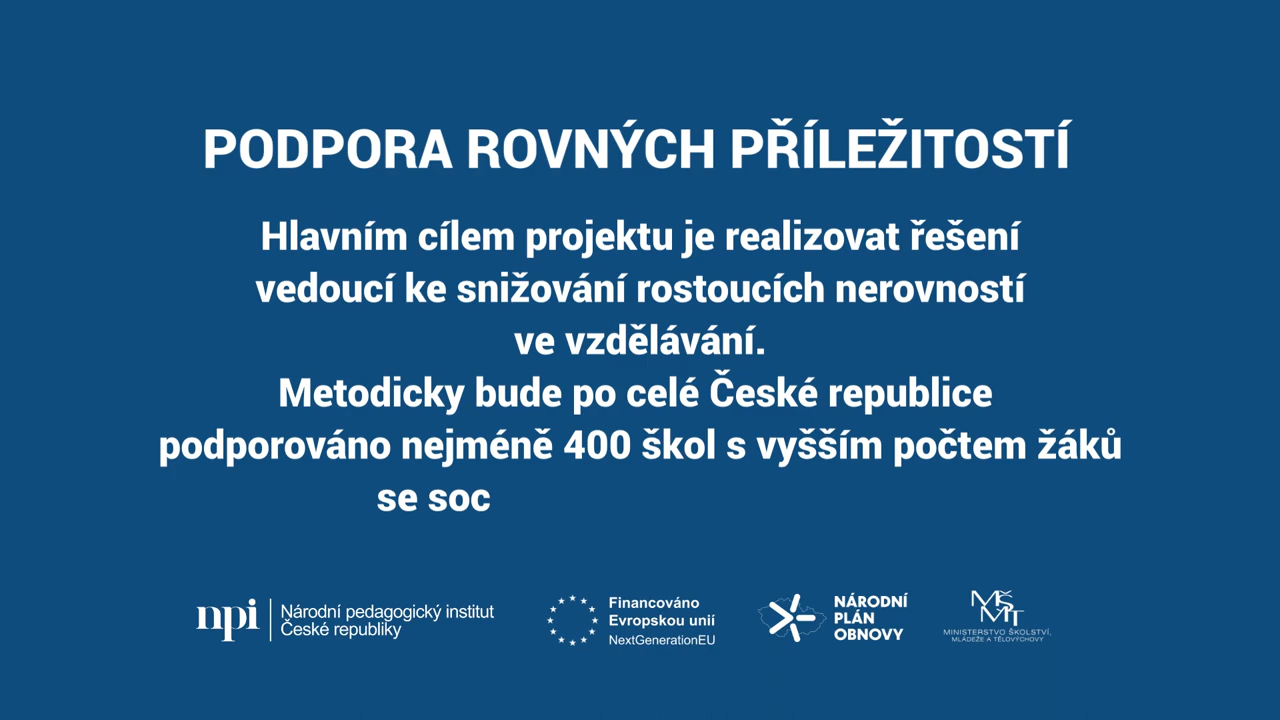 PODPORA ROVNÝCH PŘÍLEŽITOSTÍ
Hlavním cílem projektu je realizovat řešení
vedoucí ke snižování rostoucích nerovností
ve vzdělávání.
Metodicky bude po celé České republice
podporováno nejméně 400 škol s vyšším počtem žáků
se soc
npi
Národní pedagogický institut
České republiky
Financováno
Evropskou unií
NextGenerationEU
NÁRODNÍ
PLÁN
OBNOVY
MŠMT
MINISTERSTVO ŠKOLSTVÍ,
MLÁDEŽE A TĚLOVÝCHOVY